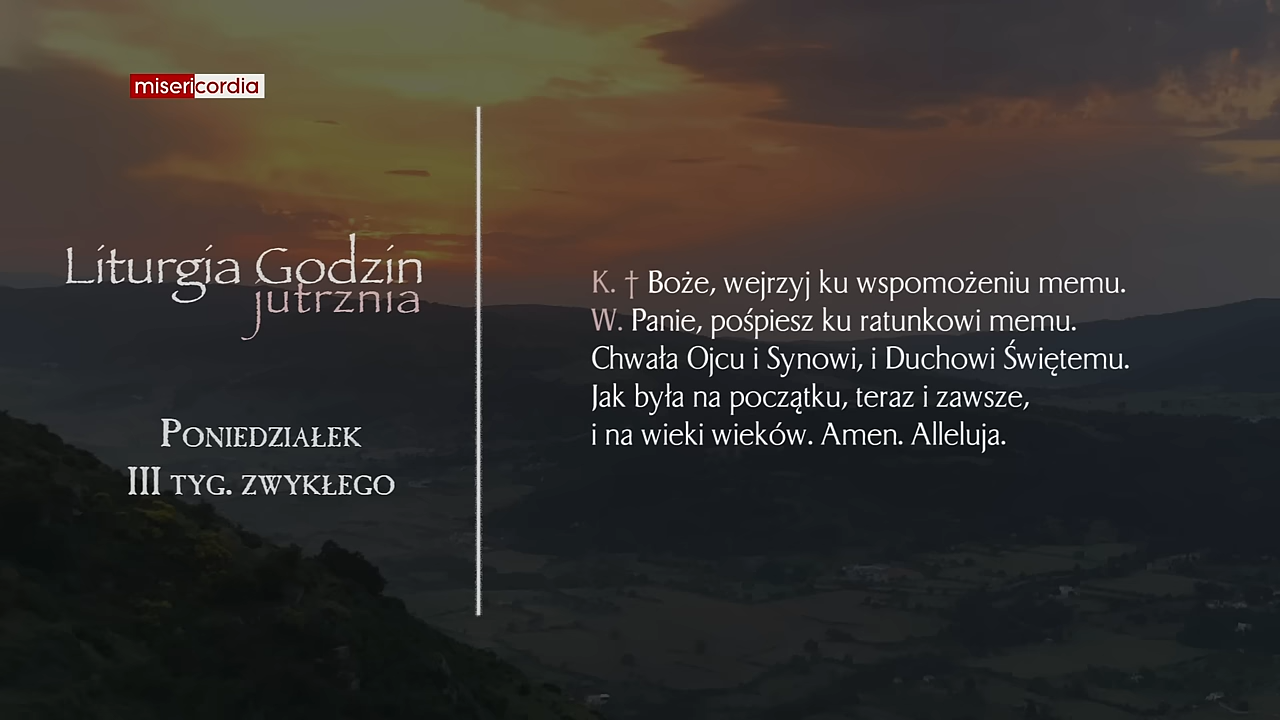 misericordia
Liturgia Godzin
jutrznia
Poniedziałek
III tyg. zwykłego
K. † Boże, wejrzyj ku wspomożeniu memu.
W. Panie, pośpiesz ku ratunkowi memu.
Chwała Ojcu i Synowi, i Duchowi Świętemu.
Jak była na początku, teraz i zawsze,
i na wieki wieków. Amen. Alleluja.